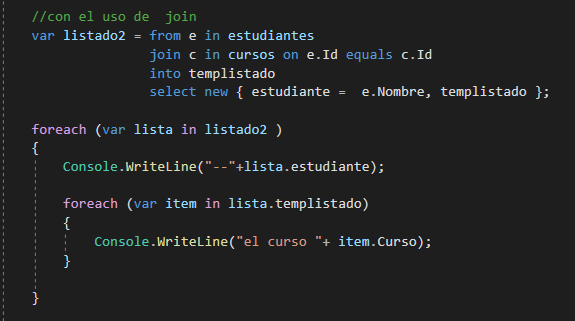 //con el uso de  join
var listado2 = from e in estudiantes
join c in cursos on e.Id equals c.Id
into templistado
select new { estudiante =  e.Nombre, templistado };
foreach (var lista in listado2 )
{
Console.WriteLine("--"+lista.estudiante);
foreach (var item in lista.templistado)
{
Console.WriteLine("el curso "+ item.Curso);
}
}